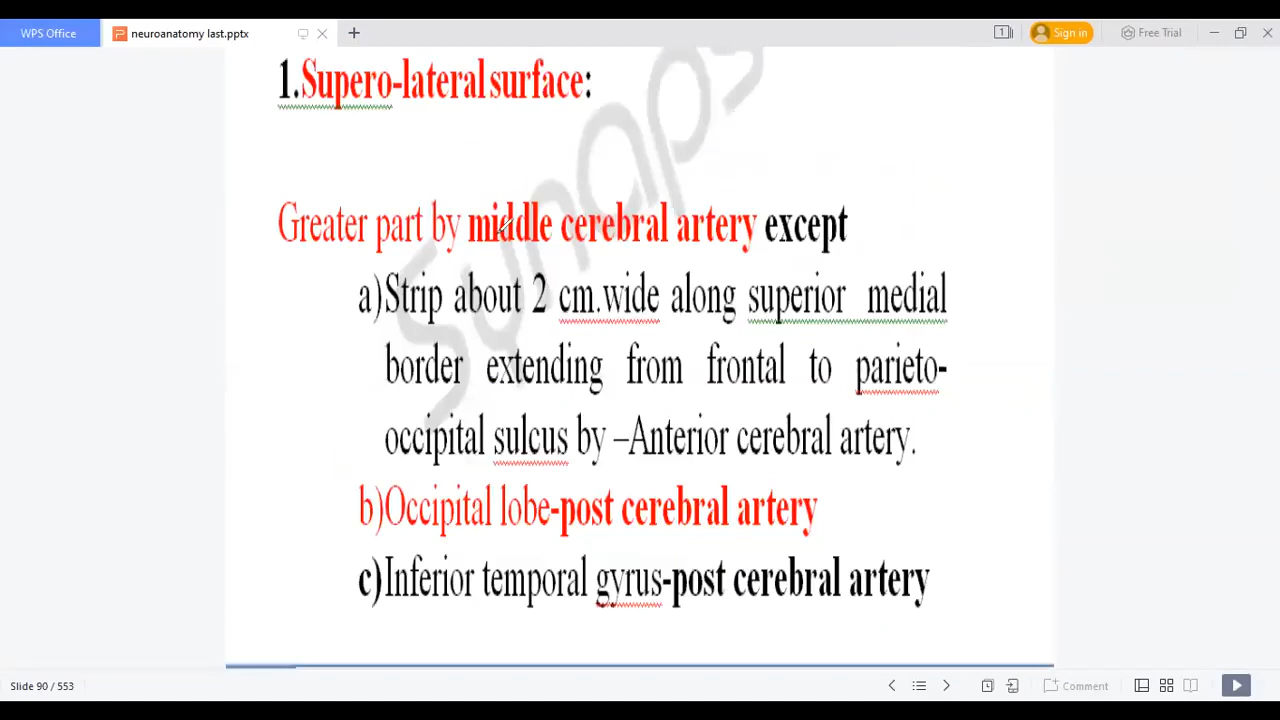 WPS Office
neuroanatomy last.pptx
1
Sign in
Free Trial
1.Supero-lateral surface:
Greater part by middle cerebral artery except
a)Strip about 2 cm.wide along superior medial
border extending from frontal to parieto-
occipital sulcus by –Anterior cerebral artery.
b)Occipital lobe-post cerebral artery
c)Inferior temporal gyrus-post cerebral artery
Slide 90 / 553
Comment